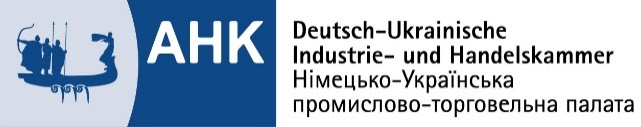 AHK
Deutsch-Ukrainische
Industrie- und Handelskammer
Німецько-Українська
промислово-торговельна палата